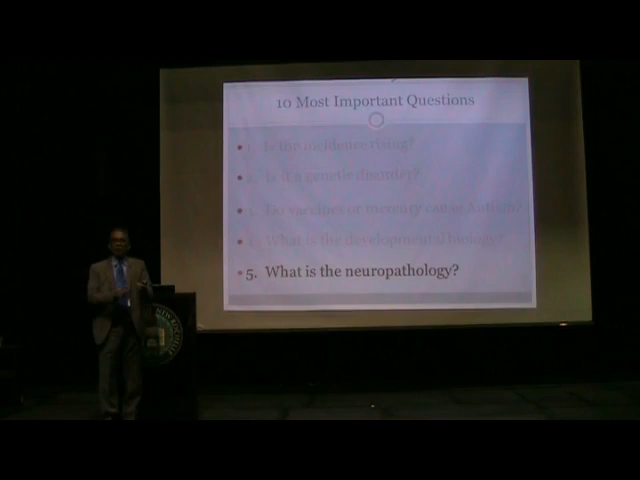 10 Most Important Questions
1. Is the incidence rising?
2. Is it a genetic disorder?
3. Do vaccines or mercury cause Autism?
4. What is the developmental biology?
5. What is the neuropathology?